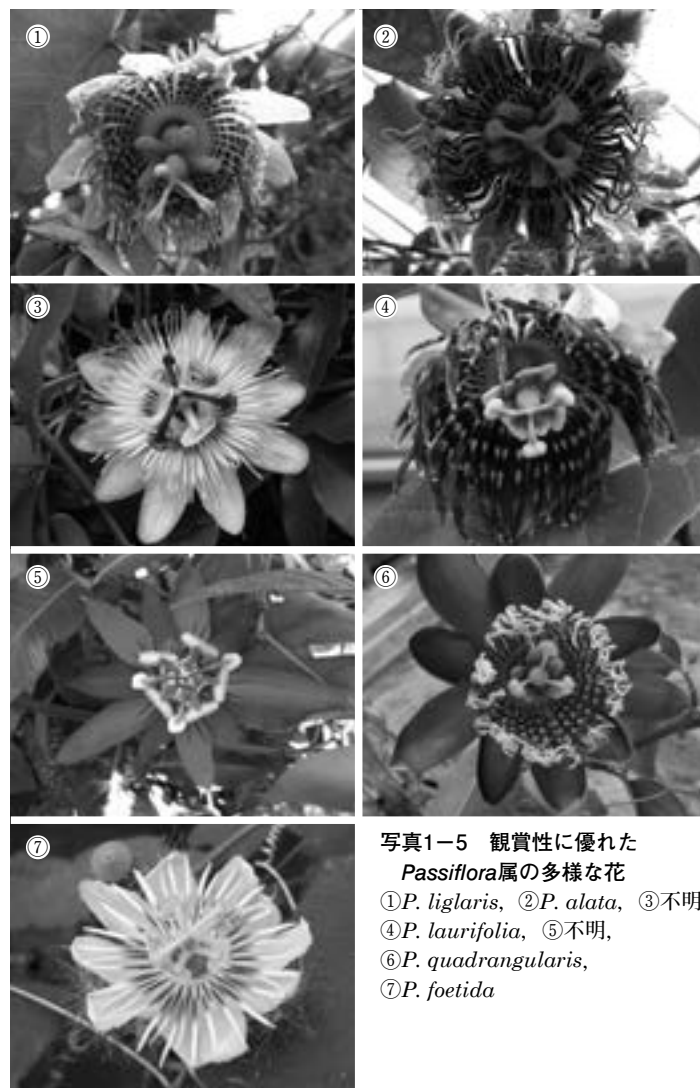 ①
②
③
④
⑤
⑥
⑦
写真1−5 観賞性に優れた
Passiflora属の多様な花
①P. liglaris, ②P. alata, ③不明
④P. laurifolia, ⑤不明,
⑥P. quadrangularis,
⑦P. foetida